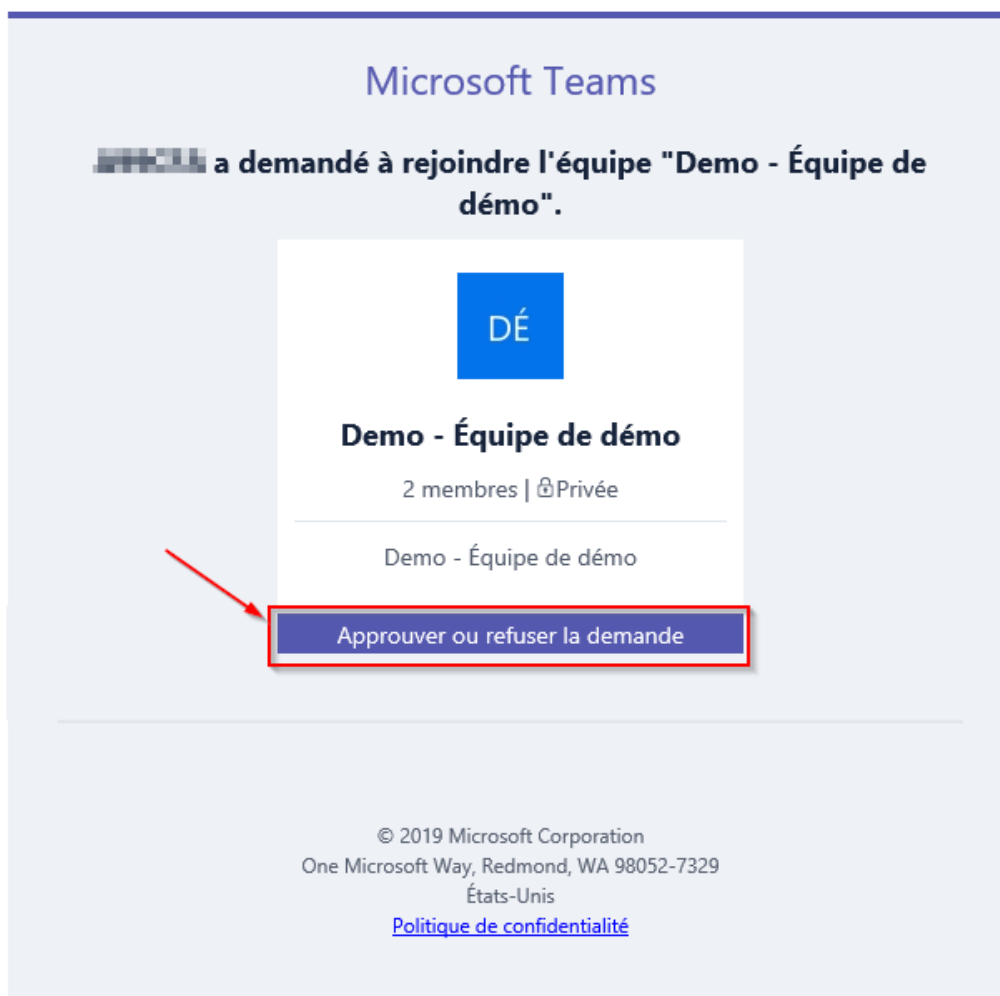 Microsoft Teams
a demandé à rejoindre l'équipe "Demo - Équipe de
démo".
DÉ
Demo - Équipe de démo
2 membres | Privée
Demo - Équipe de démo
Approuver ou refuser la demande
© 2019 Microsoft Corporation
One Microsoft Way, Redmond, WA 98052-7329
États-Unis
Politique de confidentialité